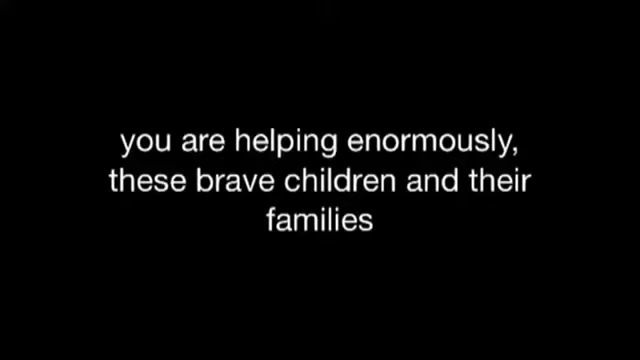 you are helping enormously,
these brave children and their
families